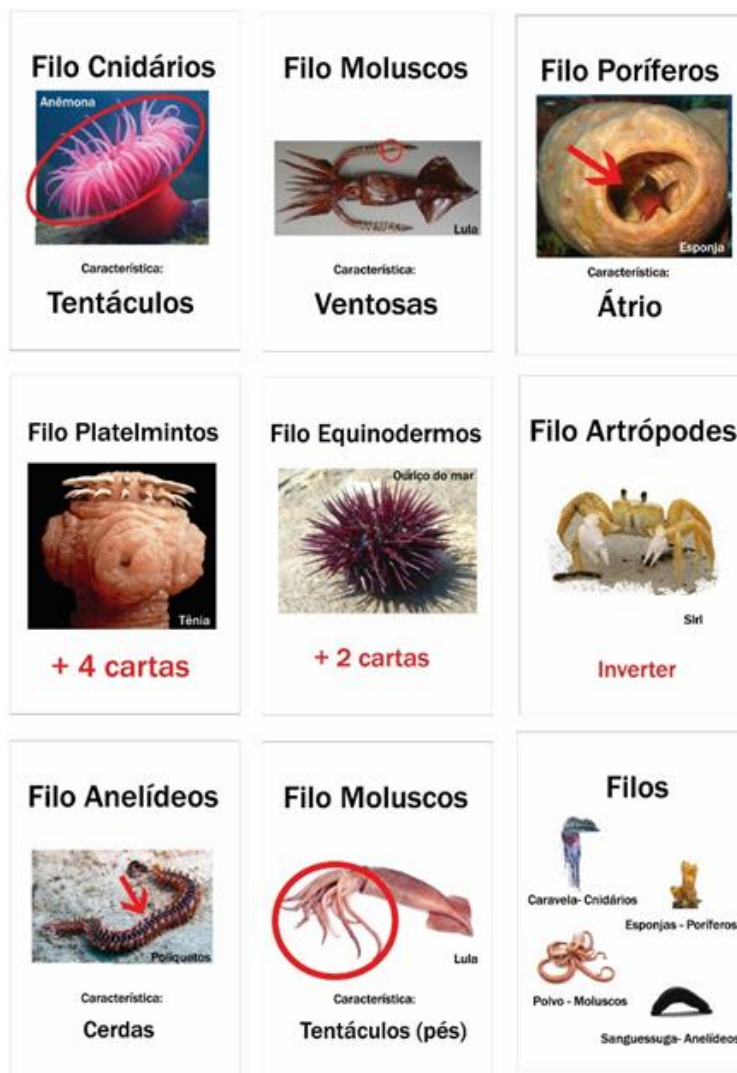 Filo Cnidários
Anêmona
Característica:
Tentáculos
Filo Moluscos
Lula
Característica:
Ventosas
Filo Poríferos
Esponja
Característica:
Átrio
Filo Platelmintos
Tênia
+ 4 cartas
Filo Equinodermos
Ouriço do mar
+ 2 cartas
Filo Artrópodes
Siri
Inverter
Filo Anelídeos
Poliquetos
Característica:
Cerdas
Filo Moluscos
Lula
Característica:
Tentáculos (pés)
Filos
Caravela- Cnidários
Esponjas - Poríferos
Polvo - Moluscos
Sanguessuga- Anelídeos